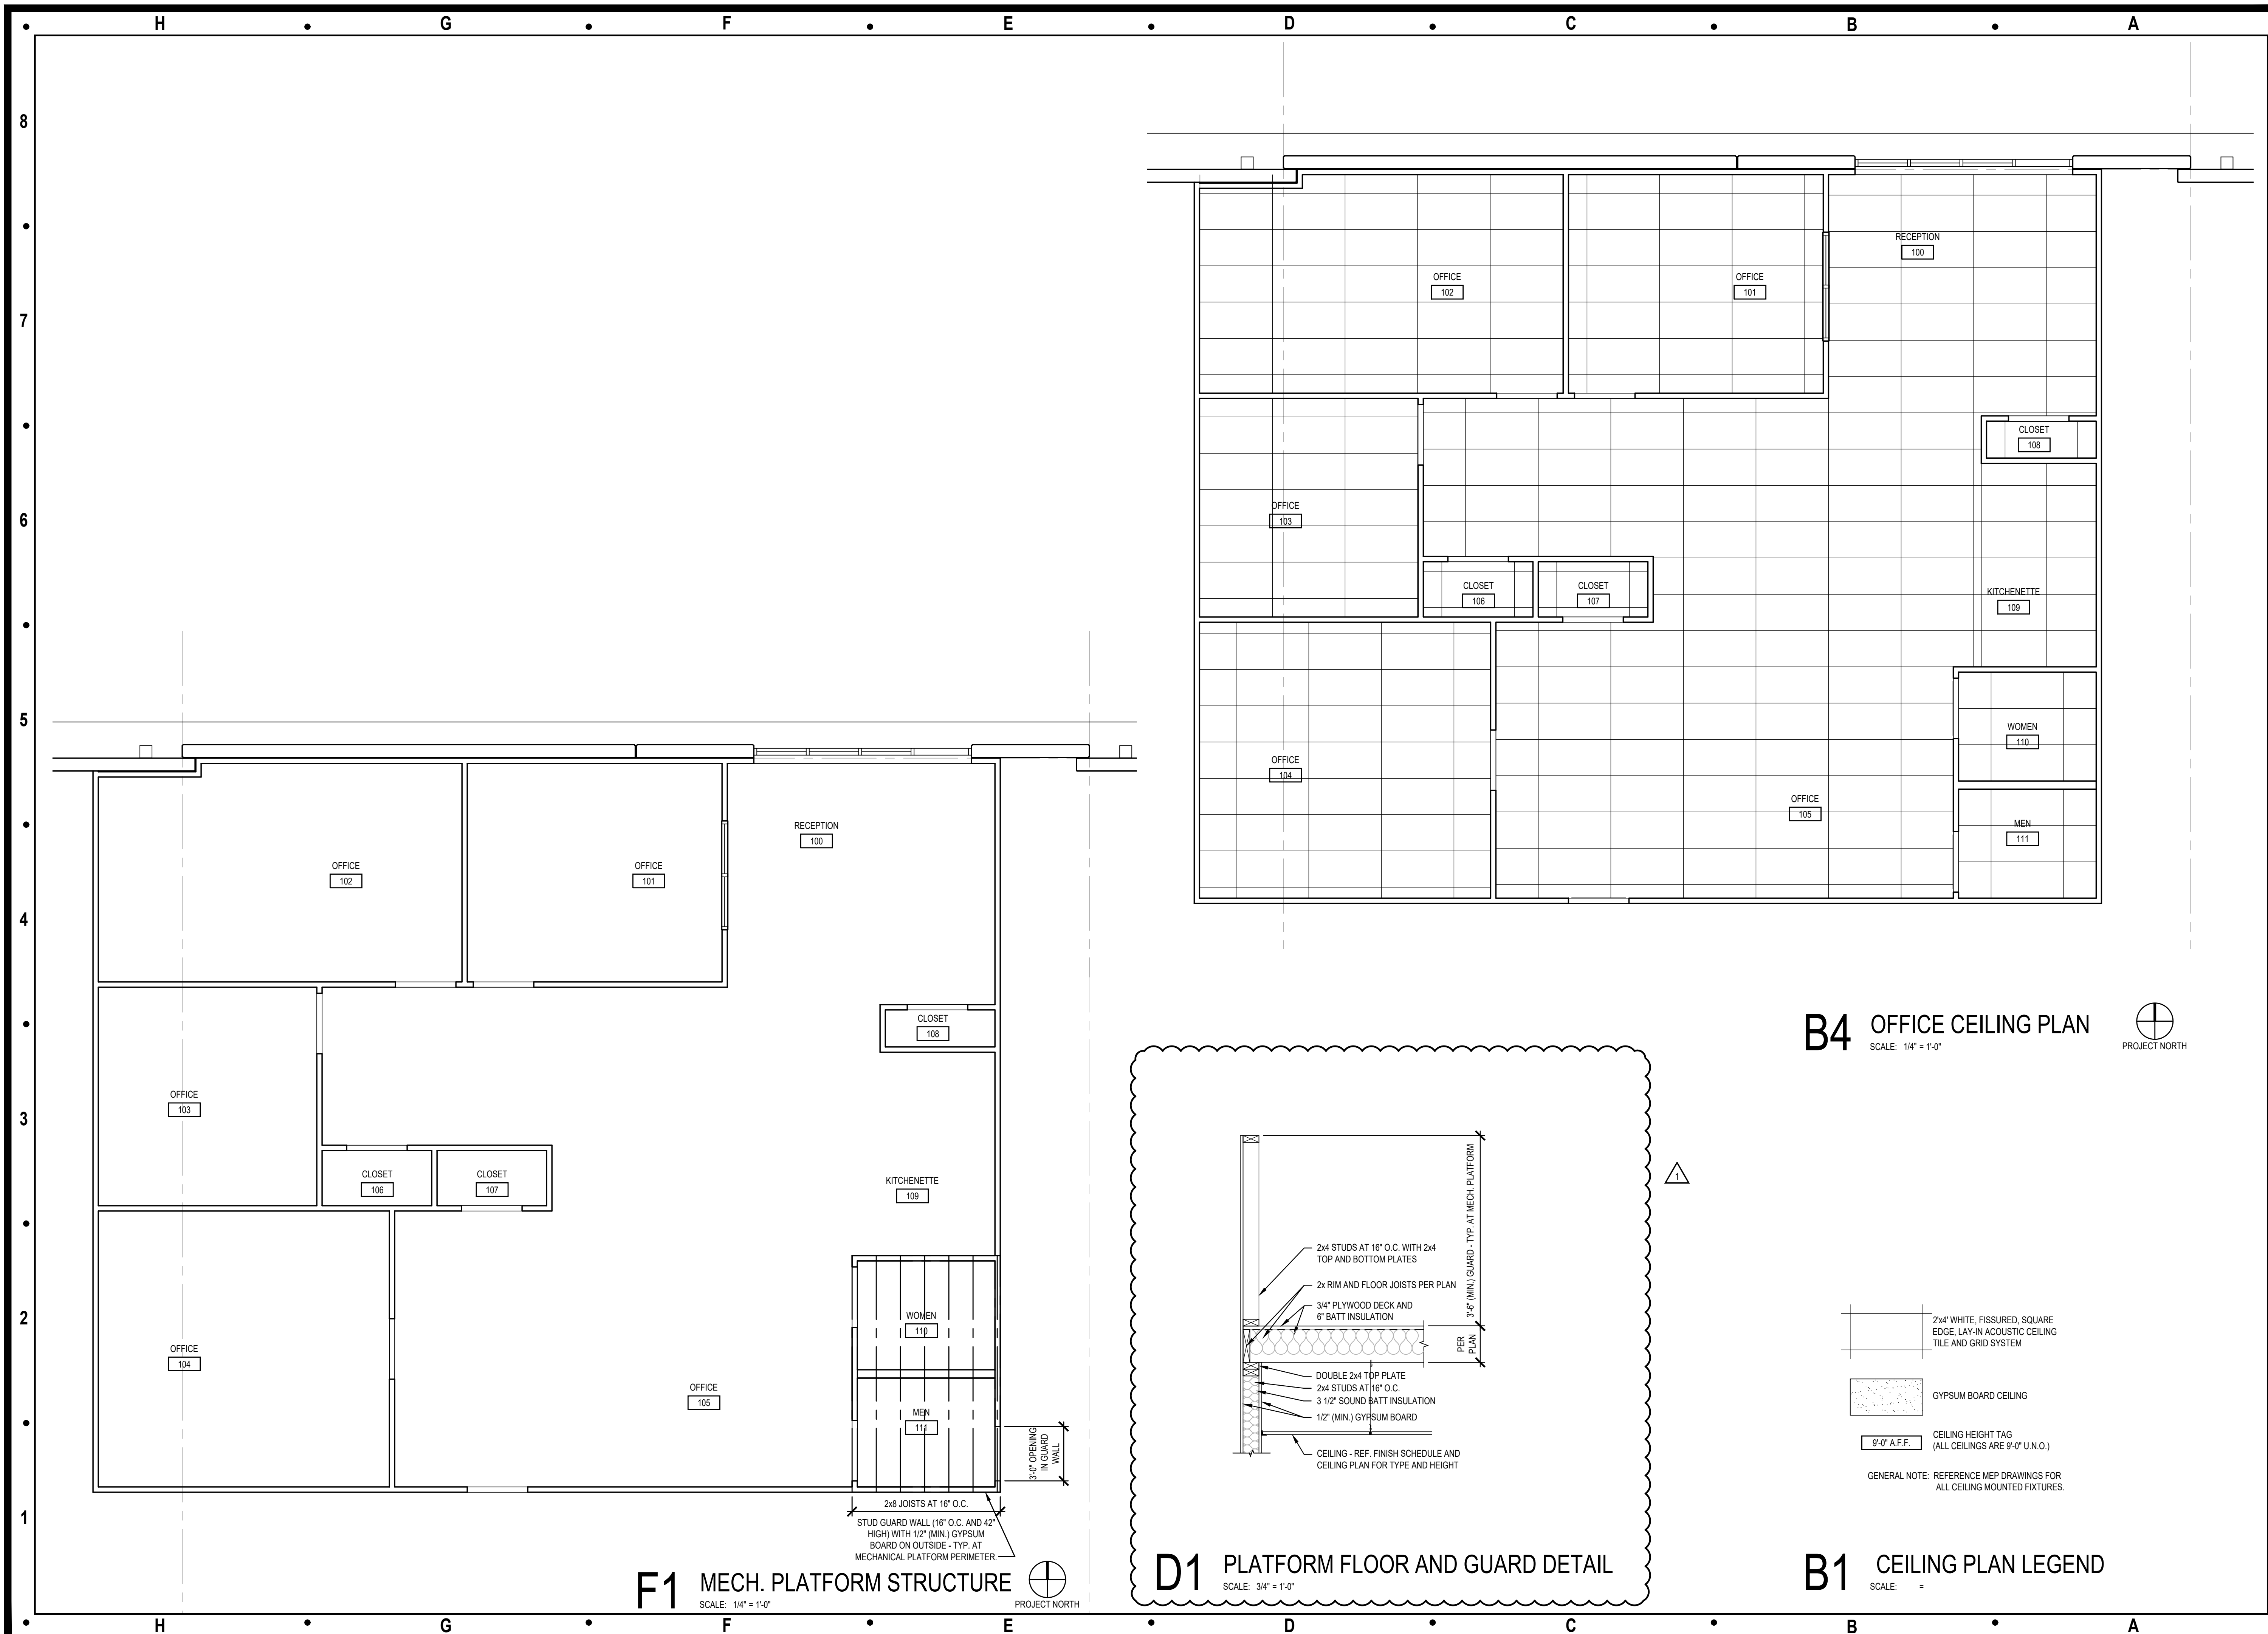 H G F E D C B A
8
7
6
5
4
3
2
1
OFFICE
102
OFFICE
101
RECEPTION
100
CLOSET
108
OFFICE
103
CLOSET
106
CLOSET
107
KITCHENETTE
109
OFFICE
104
OFFICE
105
WOMEN
110
MEN
111
B4 OFFICE CEILING PLAN
SCALE: 1/4" = 1'-0"
PROJECT NORTH
RECEPTION
100
OFFICE
102
OFFICE
101
CLOSET
108
OFFICE
103
CLOSET
106
CLOSET
107
KITCHENETTE
109
WOMEN
110
OFFICE
104
OFFICE
105
MEN
111
3'-0" OPENING
IN GUARD
WALL
2x8 JOISTS AT 16" O.C.
STUD GUARD WALL (16" O.C. AND 42"
HIGH) WITH 1/2" (MIN.) GYPSUM
BOARD ON OUTSIDE - TYP. AT
MECHANICAL PLATFORM PERIMETER.
F1 MECH. PLATFORM STRUCTURE
SCALE: 1/4" = 1'-0"
PROJECT NORTH
3'-6" (MIN.) GUARD - TYP. AT MECH. PLATFORM
PER
PLAN
2x4 STUDS AT 16" O.C. WITH 2x4
TOP AND BOTTOM PLATES
2x RIM AND FLOOR JOISTS PER PLAN
3/4" PLYWOOD DECK AND
6" BATT INSULATION
DOUBLE 2x4 TOP PLATE
2x4 STUDS AT 16" O.C.
3 1/2" SOUND BATT INSULATION
1/2" (MIN.) GYPSUM BOARD
CEILING - REF. FINISH SCHEDULE AND
CEILING PLAN FOR TYPE AND HEIGHT
1
D1 PLATFORM FLOOR AND GUARD DETAIL
SCALE: 3/4" = 1'-0"
2'x4' WHITE, FISSURED, SQUARE
EDGE, LAY-IN ACOUSTIC CEILING
TILE AND GRID SYSTEM
GYPSUM BOARD CEILING
9'-0" A.F.F.
CEILING HEIGHT TAG
(ALL CEILINGS ARE 9'-0" U.N.O.)
GENERAL NOTE: REFERENCE MEP DRAWINGS FOR
ALL CEILING MOUNTED FIXTURES.
B1 CEILING PLAN LEGEND
SCALE: =
H G F E D C B A